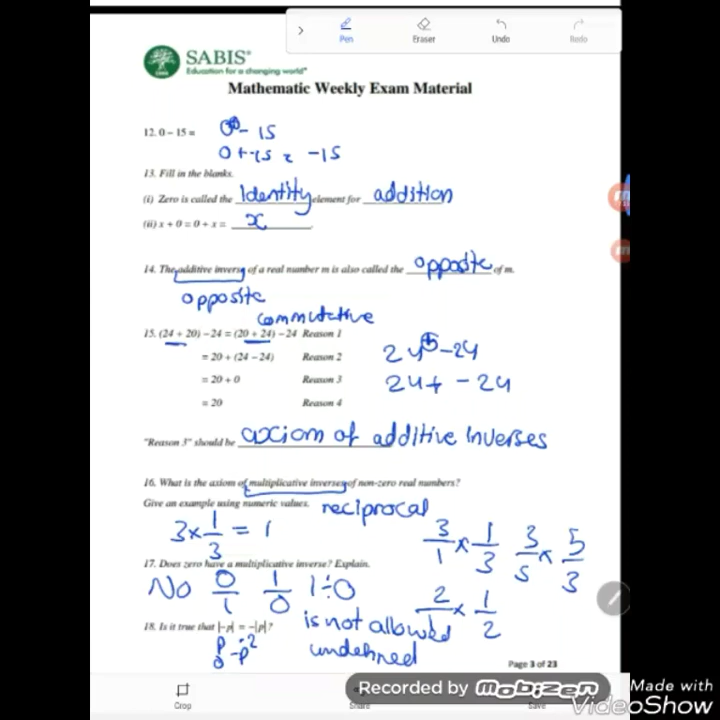 Pen Eraser Undo Redo
SABIS®
Education for a changing world®
Mathematic Weekly Exam Material
12. 0 – 15 = 0 - 15
0 + -15 = -15
13. Fill in the blanks.
(i) Zero is called the identity element for addition
(ii) x + 0 = 0 + x = x .
14. The additive inverse of a real number m is also called the opposite of m.
opposite
commutative
15. (24 + 20) – 24 = (20 + 24) – 24 Reason 1
24 - 24
= 20 + (24 – 24) Reason 2
24 + -24
= 20 + 0 Reason 3
= 20 Reason 4
"Reason 3" should be axiom of additive inverses
16. What is the axiom of multiplicative inverses of non-zero real numbers?
Give an example using numeric values. reciprocal
3 × 1/3 = 1 3/1 × 1/3 3/5 × 5/3
17. Does zero have a multiplicative inverse? Explain.
No 0/1 1/0 1÷0 2/1 × 1/2
is not allowed
18. Is it true that |–p| = –|p|?
undefined
Page 3 of 23
Crop Share
Recorded by mobizen
Made with
VideoShow